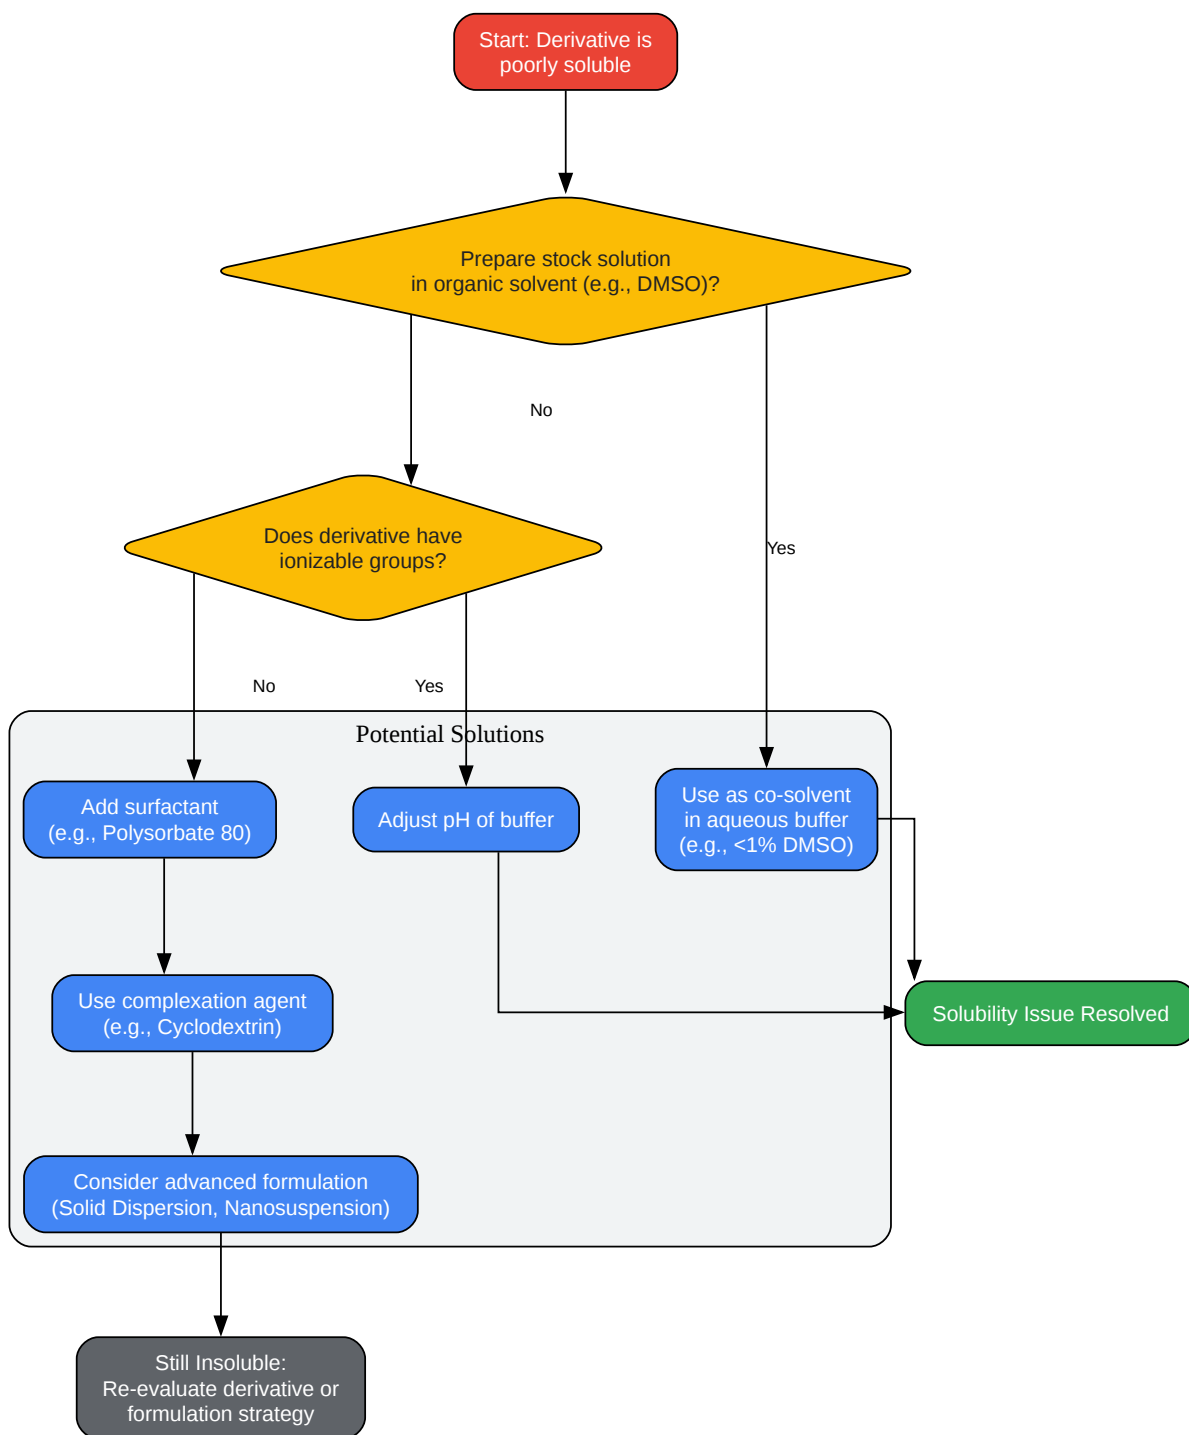 Start: Derivative is
poorly soluble
Prepare stock solution
in organic solvent (e.g., DMSO)?
No
Does derivative have
ionizable groups?
Yes
No
Yes
Potential Solutions
Add surfactant
(e.g., Polysorbate 80)
Adjust pH of buffer
Use as co-solvent
in aqueous buffer
(e.g., <1% DMSO)
Use complexation agent
(e.g., Cyclodextrin)
Solubility Issue Resolved
Consider advanced formulation
(Solid Dispersion, Nanosuspension)
Still Insoluble:
Re-evaluate derivative or
formulation strategy